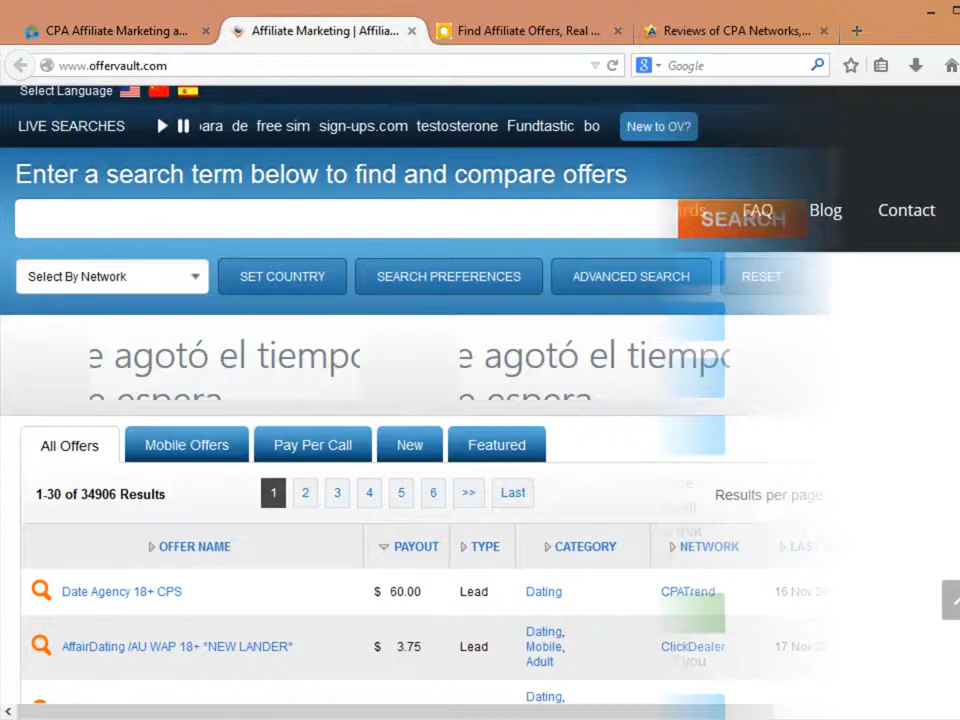 CPA Affiliate Marketing a...
Affiliate Marketing | Affilia...
Find Affiliate Offers, Real ...
Reviews of CPA Networks,...
www.offervault.com
Google
Select Language
LIVE SEARCHES
para de free sim sign-ups.com testosterone Fundtastic bo
New to OV?
Enter a search term below to find and compare offers
SEARCH
FAQ
Blog
Contact
Select By Network
SET COUNTRY
SEARCH PREFERENCES
ADVANCED SEARCH
RESET
e agotó el tiempo
e agotó el tiempo
e espera
e espera
All Offers
Mobile Offers
Pay Per Call
New
Featured
1-30 of 34906 Results
1
2
3
4
5
6
>>
Last
Results per page
OFFER NAME
PAYOUT
TYPE
CATEGORY
NETWORK
LAS
Date Agency 18+ CPS
$ 60.00
Lead
Dating
CPATrend
16 Nov
AffairDating /AU WAP 18+ *NEW LANDER*
$ 3.75
Lead
Dating,
Mobile,
Adult
ClickDealer
17 Nov
f you
Dating,